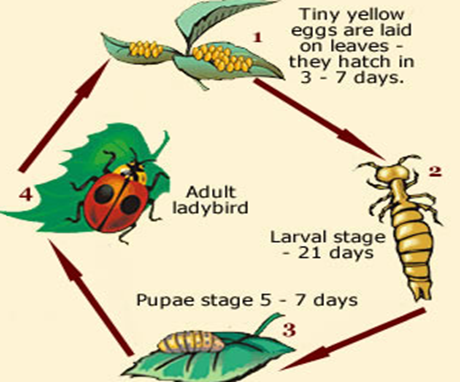 1
Tiny yellow
eggs are laid
on leaves -
they hatch in
3 - 7 days.
2
Larval stage
- 21 days
3
Pupae stage 5 - 7 days
4
Adult
ladybird